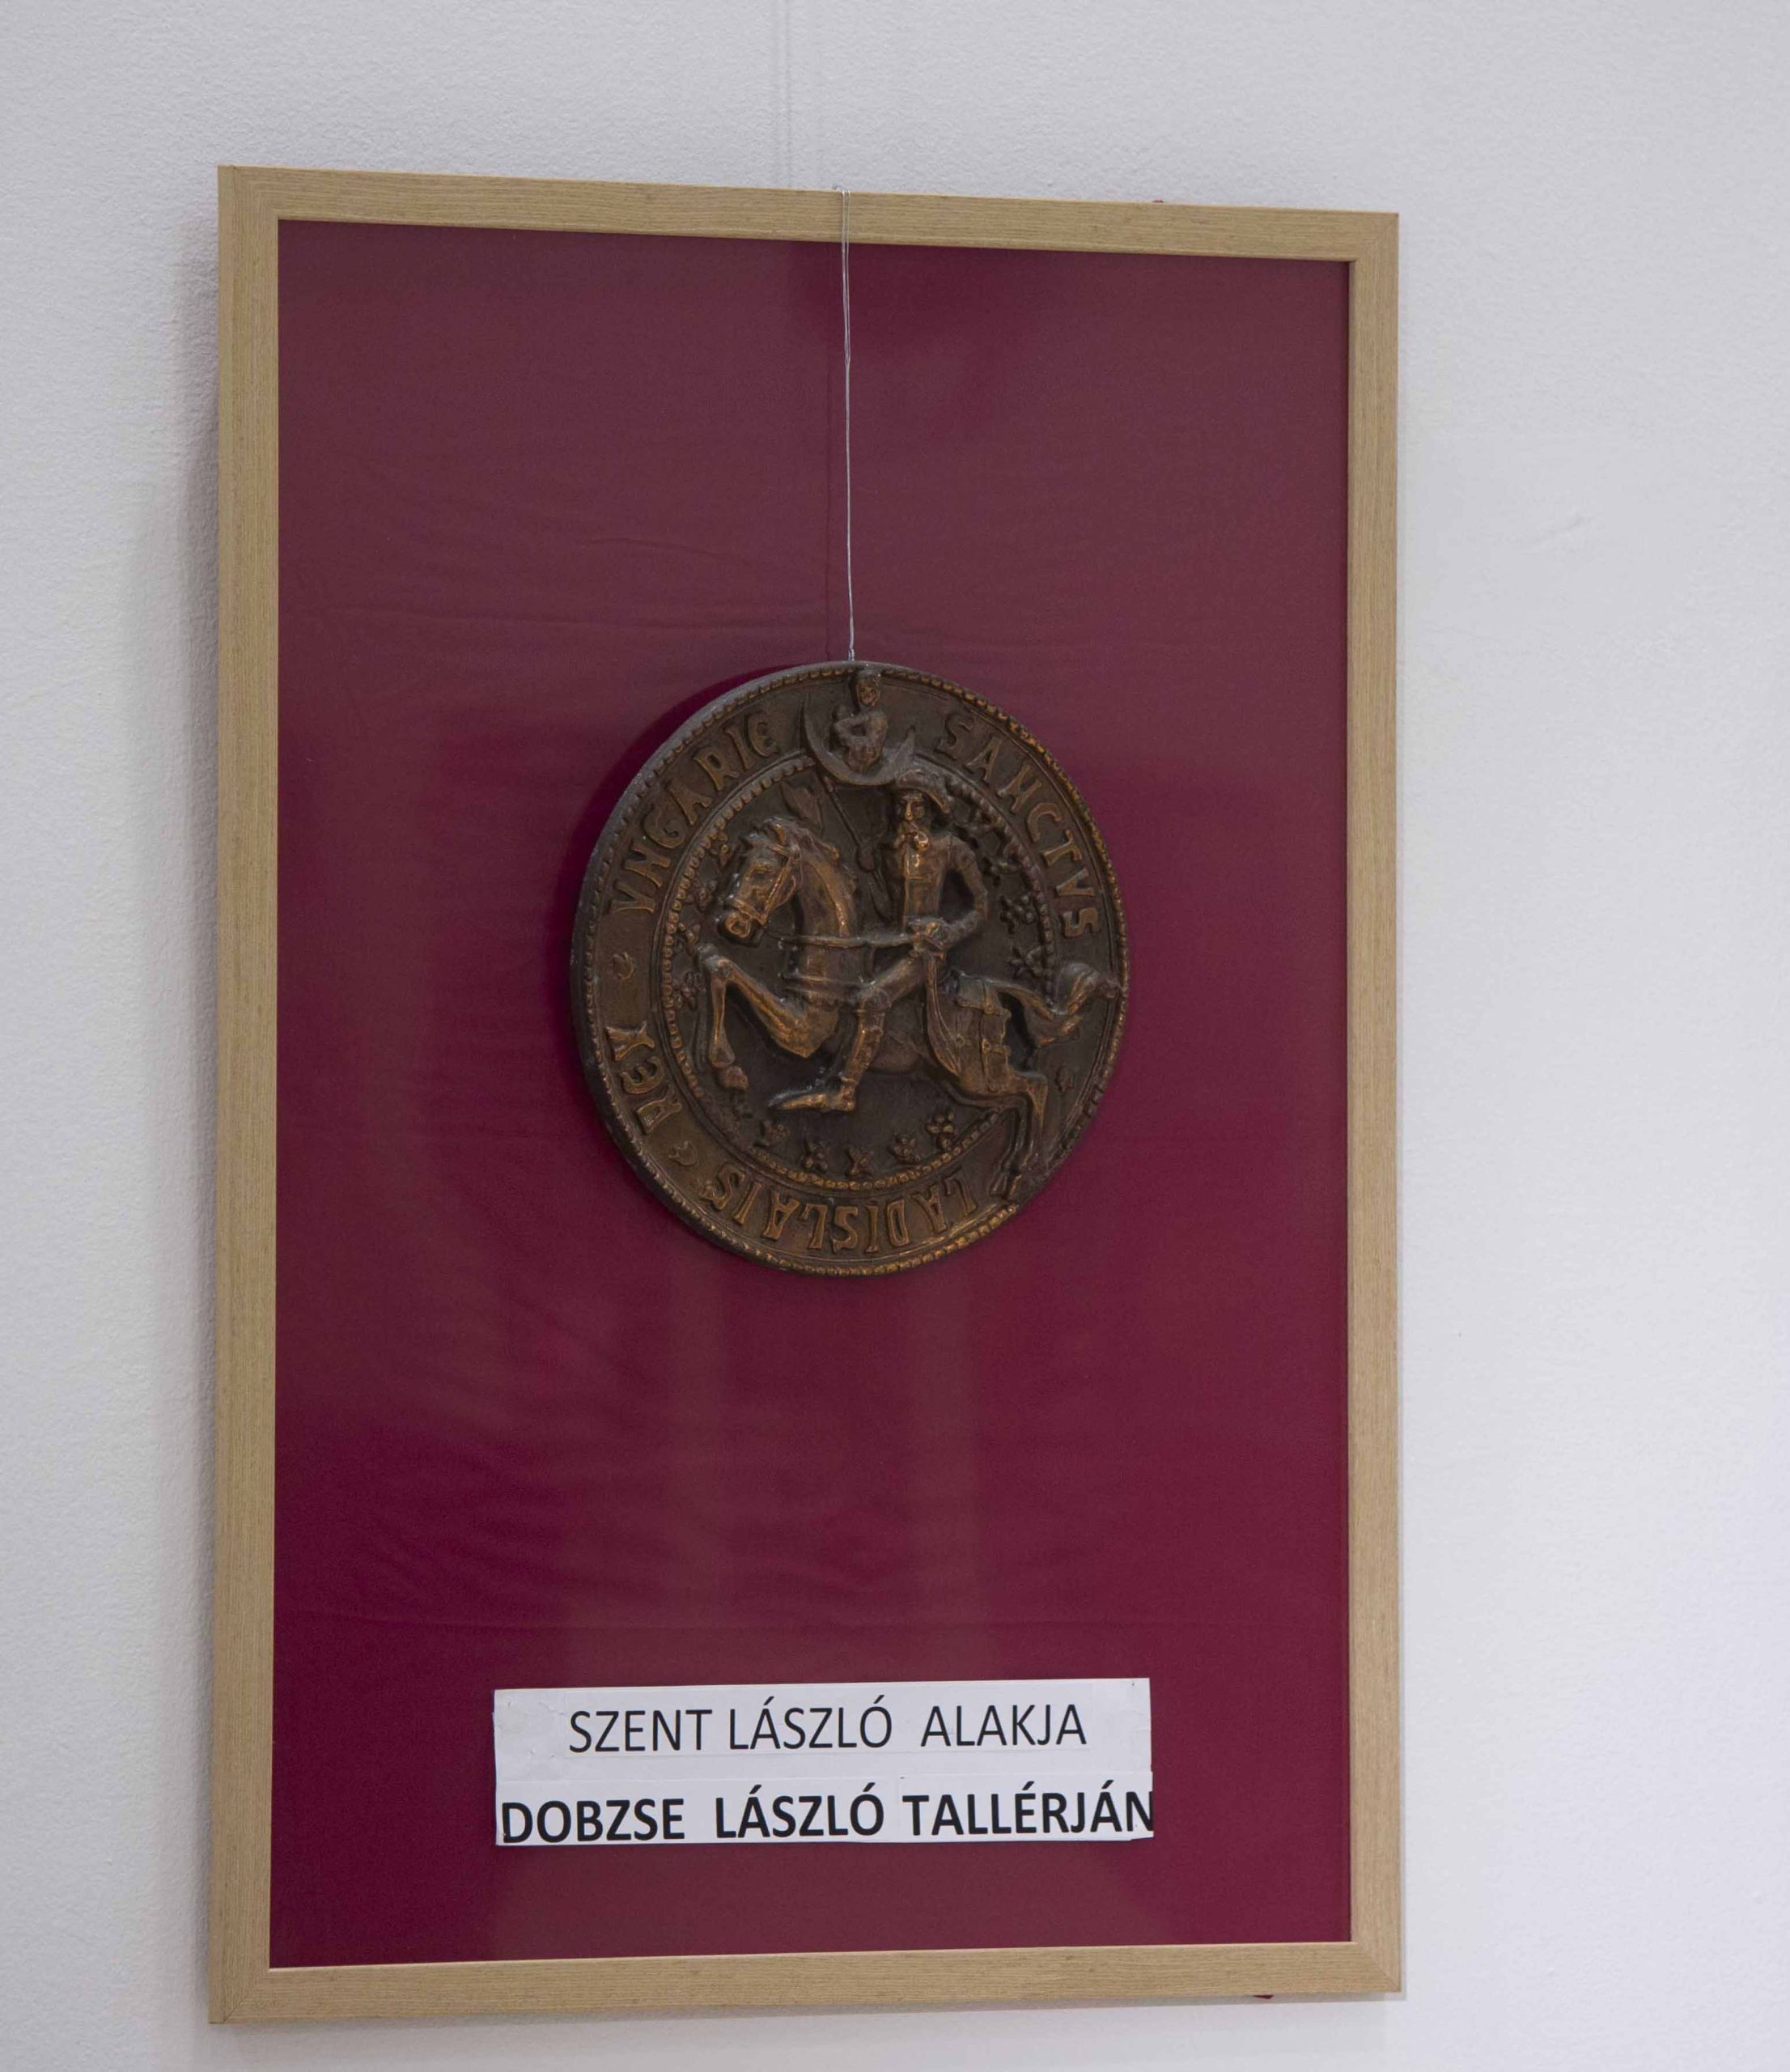 SANCTVS LADISLAIS REX VNGARIE
SZENT LÁSZLÓ ALAKJA
DOBZSE LÁSZLÓ TALLÉRJÁN